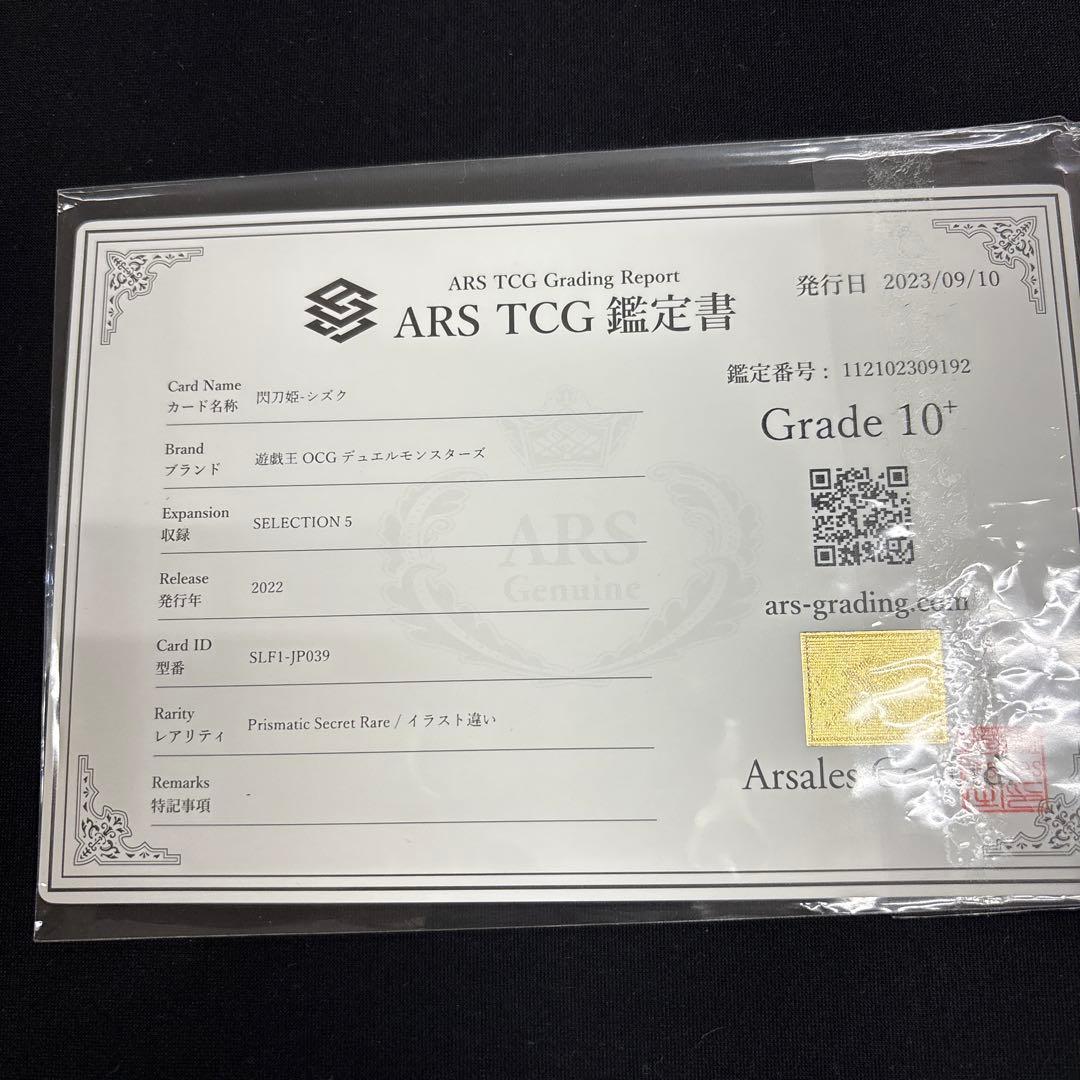 ARS TCG Grading Report
ARS TCG 鑑定書
発行日 2023/09/10
鑑定番号： 112102309192
Grade 10+
ars-grading.com
Arsales
Card Name
カード名称
閃刀姫-シズク
Brand
ブランド
遊戯王 OCG デュエルモンスターズ
Expansion
収録
SELECTION 5
Release
発行年
2022
Card ID
型番
SLF1-JP039
Rarity
レアリティ
Prismatic Secret Rare / イラスト違い
Remarks
特記事項
-
ARS
Genuine